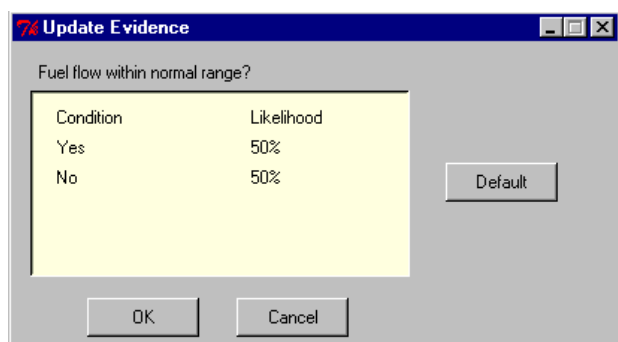 Update Evidence
Fuel flow within normal range?
Condition Likelihood
Yes 50%
No 50%
Default
OK Cancel